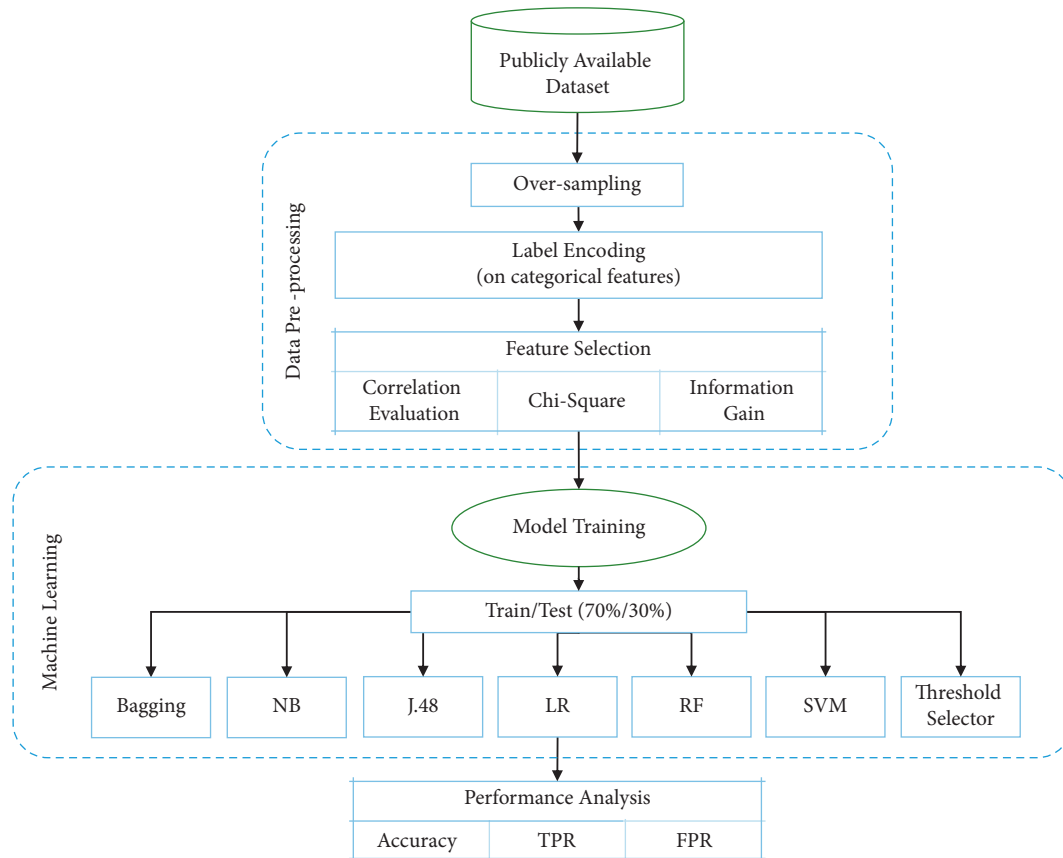 Publicly Available
Dataset
Data Pre -processing
Over-sampling
Label Encoding
(on categorical features)
Feature Selection
Correlation
Evaluation
Chi-Square
Information
Gain
Machine Learning
Model Training
Train/Test (70%/30%)
Bagging
NB
J.48
LR
RF
SVM
Threshold
Selector
Performance Analysis
Accuracy
TPR
FPR